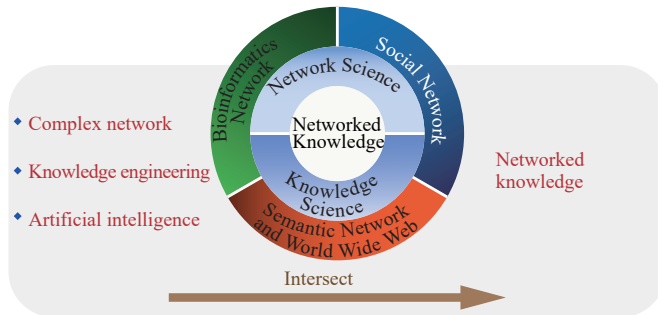 Bioinformatics
Network
Social Network
Network Science
Networked
Knowledge
Knowledge
Science
Semantic Network
and World Wide Web
Complex network
Knowledge engineering
Artificial intelligence
Networked
knowledge
Intersect